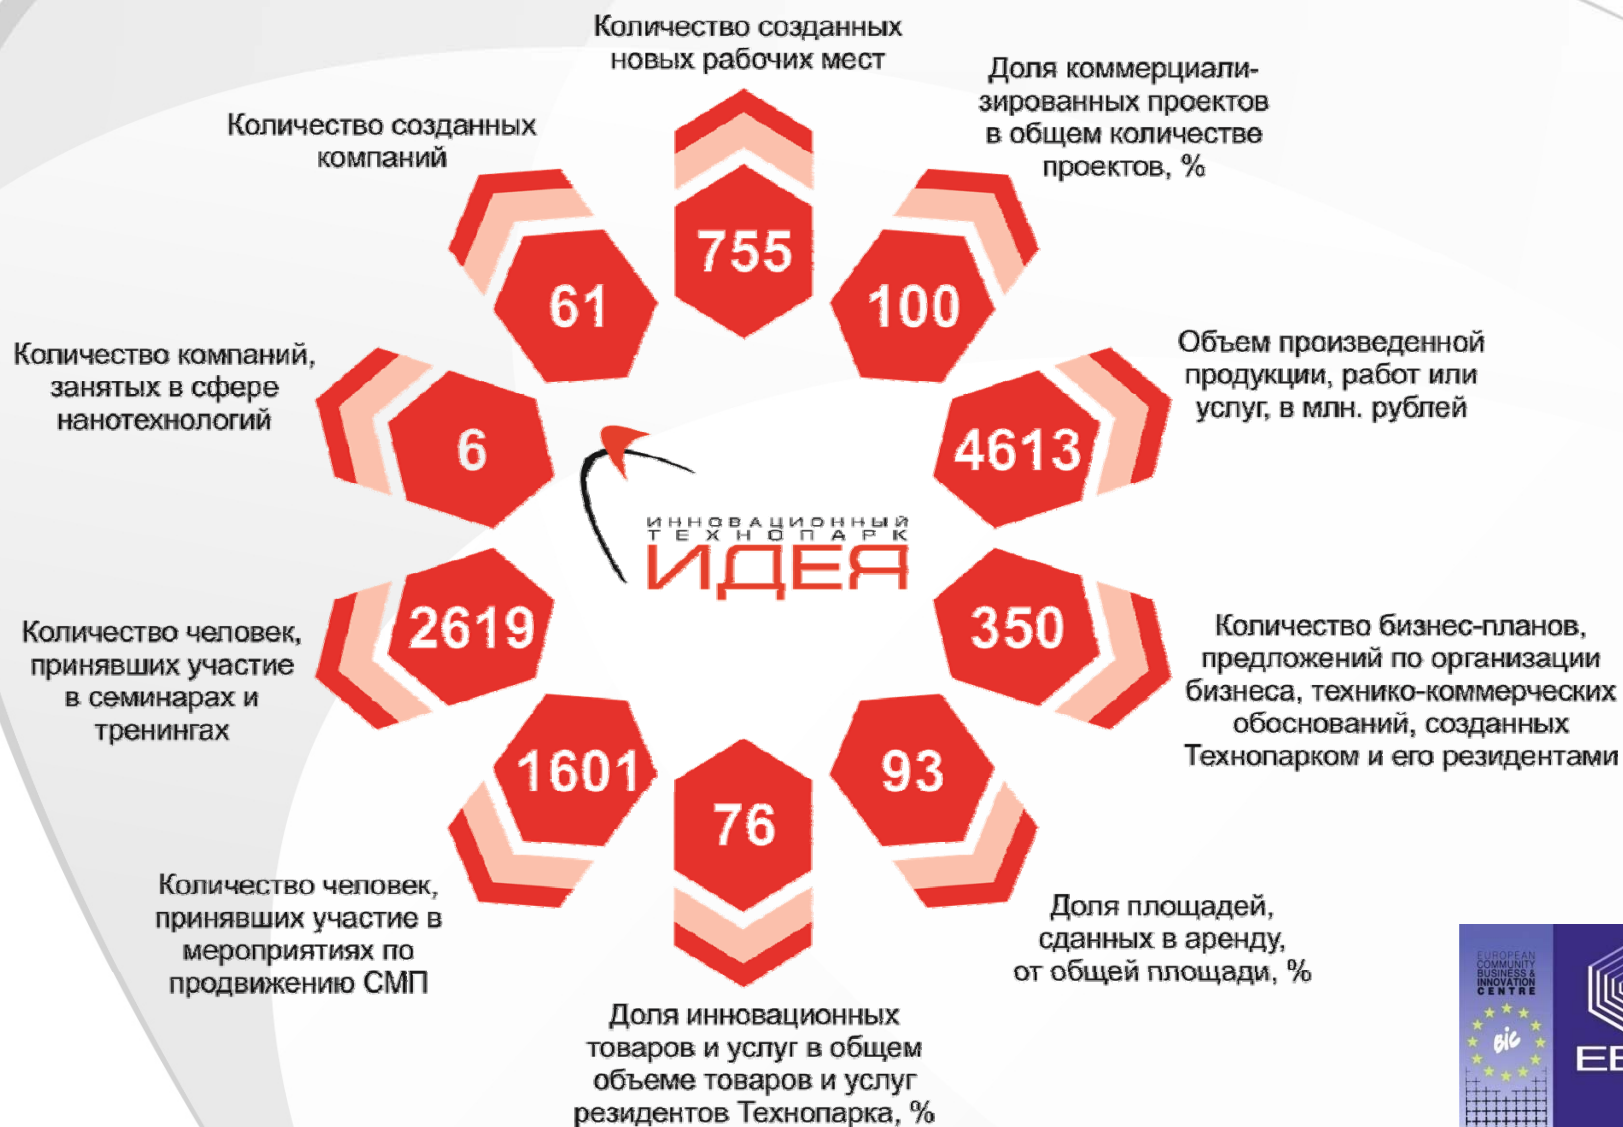 Количество созданных
новых рабочих мест
755
Доля коммерциали-
зированных проектов
в общем количестве
проектов, %
100
Объем произведенной
продукции, работ или
услуг, в млн. рублей
4613
Количество бизнес-планов,
предложений по организации
бизнеса, технико-коммерческих
обоснований, созданных
Технопарком и его резидентами
350
Доля площадей,
сданных в аренду,
от общей площади, %
93
Доля инновационных
товаров и услуг в общем
объеме товаров и услуг
резидентов Технопарка, %
76
Количество человек,
принявших участие в
мероприятиях по
продвижению СМП
1601
Количество человек,
принявших участие
в семинарах и
тренингах
2619
Количество компаний,
занятых в сфере
нанотехнологий
6
Количество созданных
компаний
61
ИННОВАЦИОННЫЙ
ТЕХНОПАРК
ИДЕЯ
EUROPEAN
COMMUNITY
BUSINESS &
INNOVATION
CENTRE
BIC